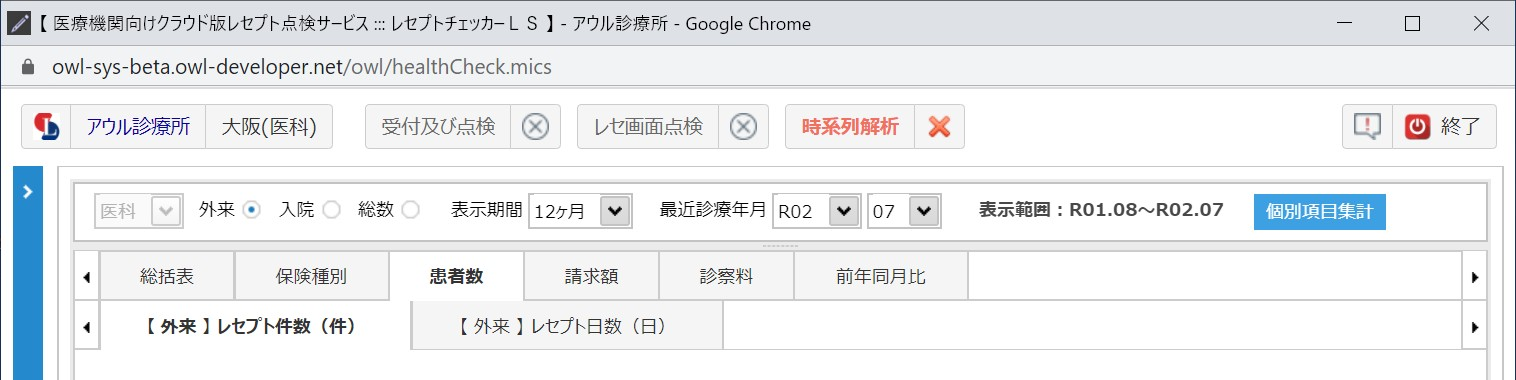 【 医療機関向けクラウド版レセプト点検サービス ::: レセプトチェッカーＬＳ 】 - アウル診療所 - Google Chrome
owl-sys-beta.owl-developer.net/owl/healthCheck.mics
アウル診療所 大阪(医科) 受付及び点検 レセ画面点検 時系列解析 終了
医科 外来 入院 総数 表示期間 12ヶ月 最近診療年月 R02 07 表示範囲：R01.08～R02.07 個別項目集計
総括表 保険種別 患者数 請求額 診察料 前年同月比
【 外来 】レセプト件数（件） 【 外来 】レセプト日数（日）